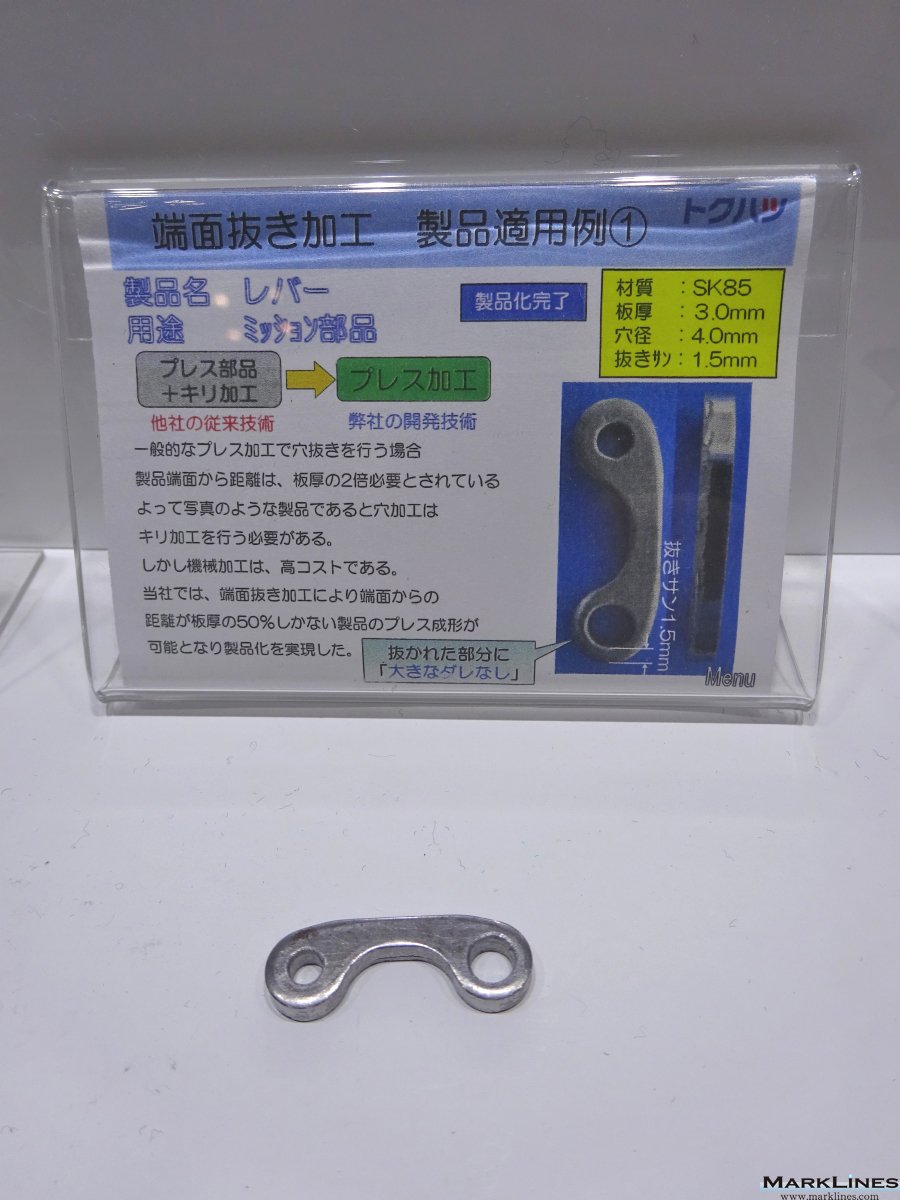 端面抜き加工 製品適用例①
トクハツ
製品名 レバー
用途 ミッション部品
製品化完了
材質 : SK85
板厚 : 3.0mm
穴径 : 4.0mm
抜きサン : 1.5mm
プレス部品
+キリ加工
プレス加工
他社の従来技術
弊社の開発技術
一般的なプレス加工で穴抜きを行う場合
製品端面から距離は、板厚の2倍必要とされている
よって写真のような製品であると穴加工は
キリ加工を行う必要がある。
しかし機械加工は、高コストである。
当社では、端面抜き加工により端面からの
距離が板厚の50%しかない製品のプレス成形が
可能となり製品化を実現した。
抜かれた部分に
「大きなダレなし」
抜きサン1.5mm
Menu
MARKLINES
www.marklines.com